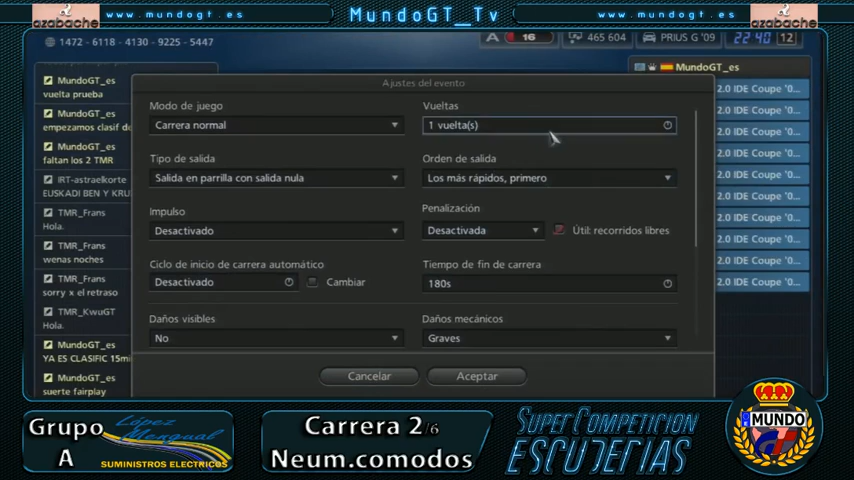 www.mundogt.es
MundoGT_Tv
www.mundogt.es
azabache
azabache
1472 - 6118 - 4130 - 9225 - 5447
A 16
465 604
PRIUS G '09
22 40 12
MundoGT_es
vuelta prueba
MundoGT_es
empozamos clasif di
MundoGT_es
faltan los 2 TMR
IRT-astraelkorte
EUSKADI BEN Y KRU
TMR_Frans
Hola.
TMR_Frans
wenas noches
TMR_Frans
sorry x el retraso
TMR_KwuGT
Hola.
MundoGT_es
YA ES CLASIFIC 15mi
MundoGT_es
suerte fairplay
Ajustes del evento
Modo de juego
Carrera normal
Vueltas
1 vuelta(s)
Tipo de salida
Salida en parrilla con salida nula
Orden de salida
Los más rápidos, primero
Impulso
Desactivado
Penalización
Desactivada
Útil: recorridos libres
Ciclo de inicio de carrera automático
Desactivado
Cambiar
Tiempo de fin de carrera
180s
Daños visibles
No
Daños mecánicos
Graves
Cancelar
Aceptar
MundoGT_es
2.0 IDE Coupe '0...
2.0 IDE Coupe '0...
2.0 IDE Coupe '0...
2.0 IDE Coupe '0...
2.0 IDE Coupe '0...
2.0 IDE Coupe '0...
2.0 IDE Coupe '0...
2.0 IDE Coupe '0...
2.0 IDE Coupe '0...
2.0 IDE Coupe '0...
2.0 IDE Coupe '0...
Grupo
A
López
Mengual
SUMINISTROS ELECTRICOS
Carrera 2/6
Neum.comodos
SUPER COMPETICION
ESCUDERIAS
MUNDO